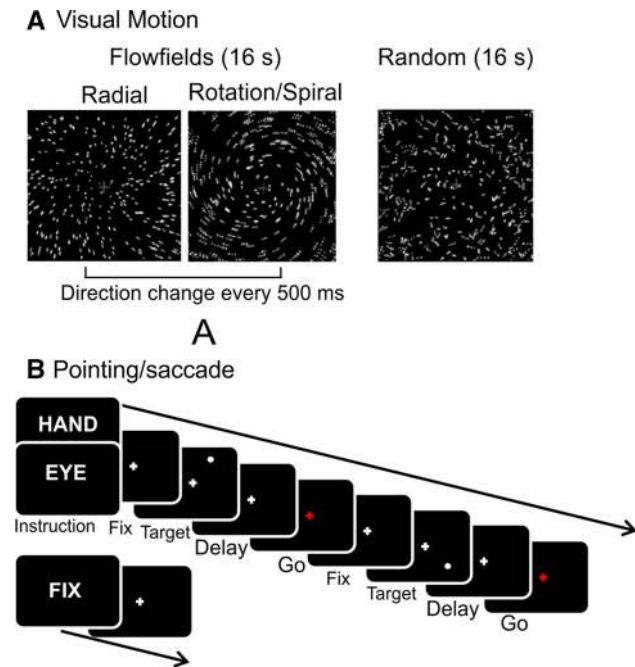 A Visual Motion
Flowfields (16 s) Random (16 s)
Radial Rotation/Spiral
Direction change every 500 ms
A
B Pointing/saccade
HAND
EYE
Instruction Fix Target Delay Go Fix Target Delay Go
FIX